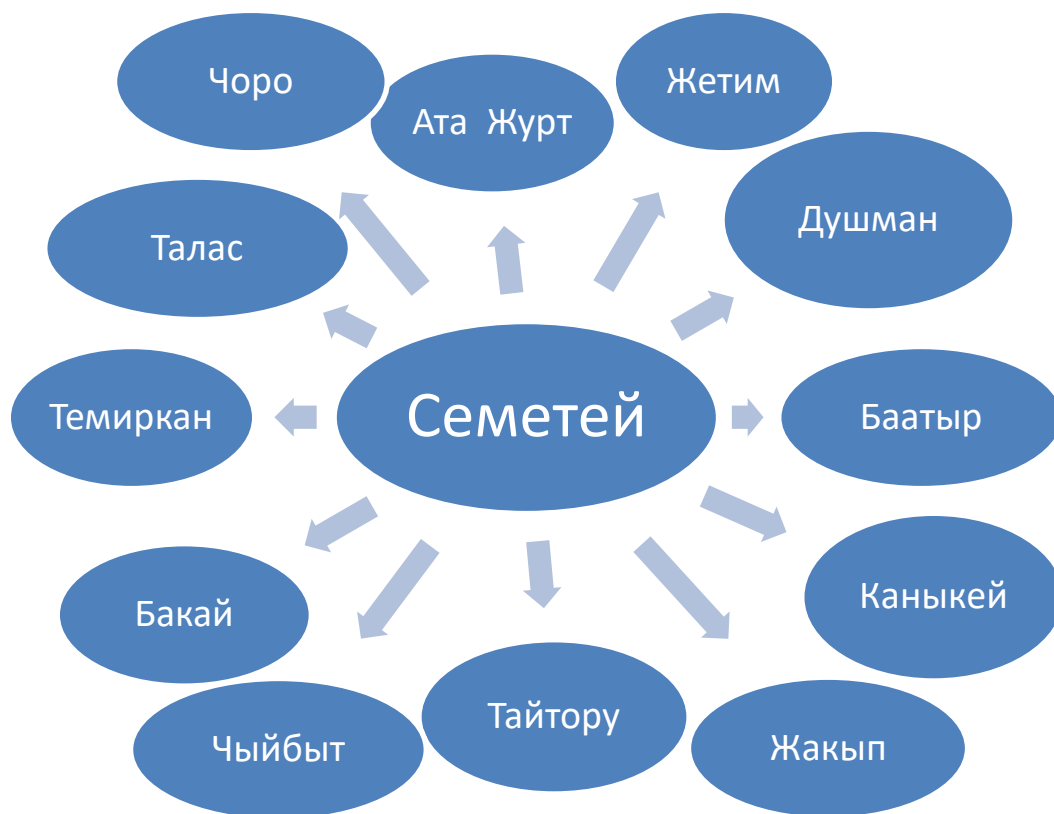 Чоро
Ата Журт
Жетим
Душман
Талас
Темиркан
Семетей
Баатыр
Каныкей
Бакай
Чыйбыт
Тайтору
Жакып